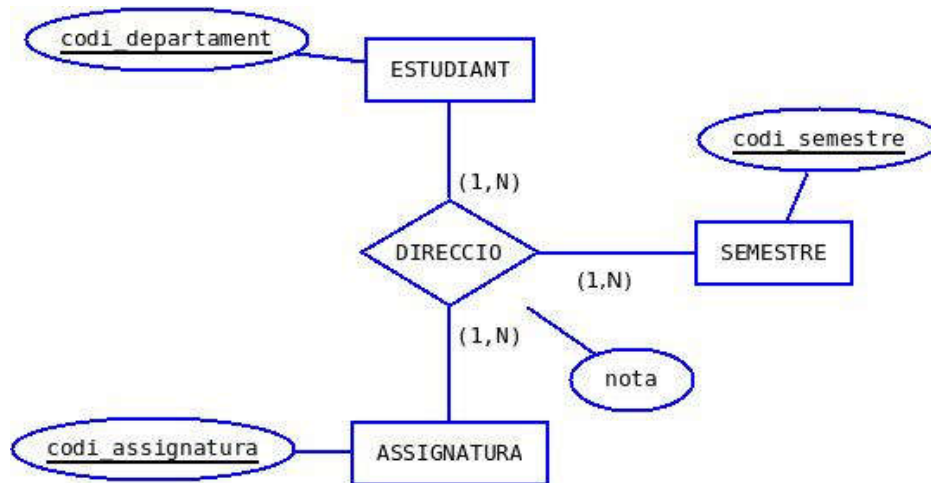 codi_departament
ESTUDIANT
codi_semestre
(1,N)
DIRECCIO
SEMESTRE
(1,N)
(1,N)
nota
codi_assignatura
ASSIGNATURA